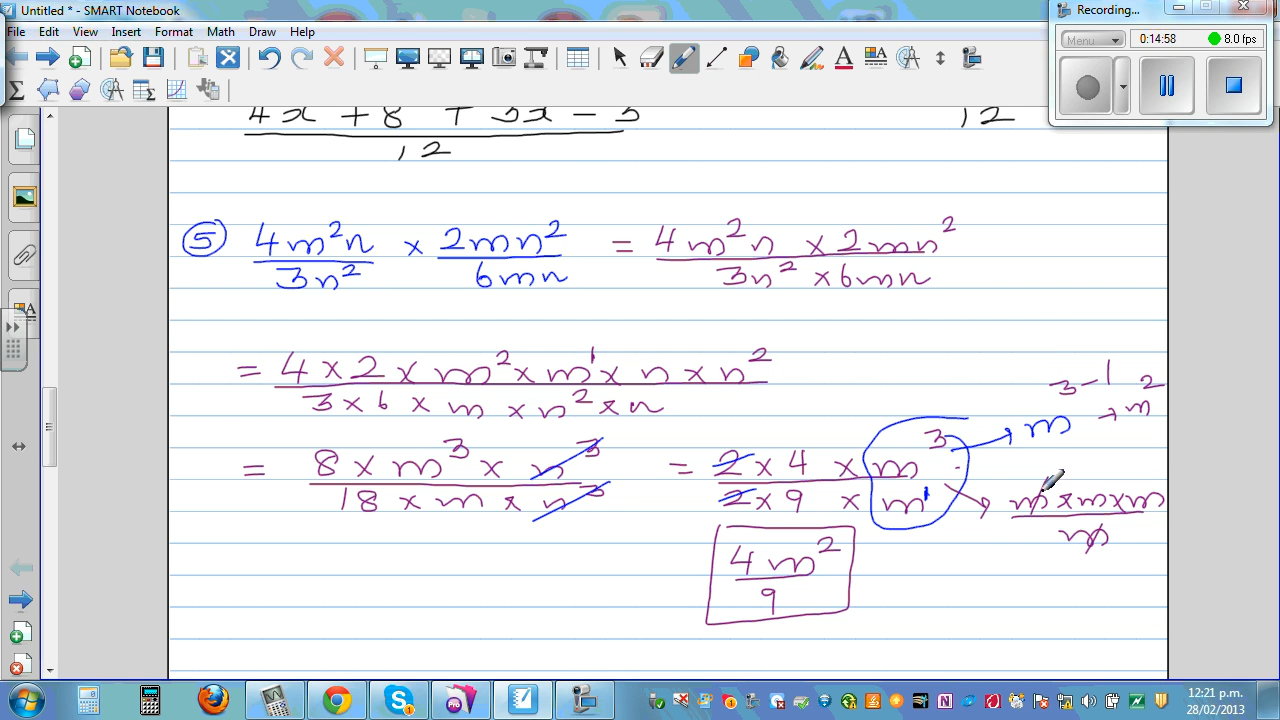 Untitled * - SMART Notebook
Recording...
File Edit View Insert Format Math Draw Help
Menu 0:14:58 8.0 fps
4x + 8 + 3x - 3
12
12
⑤ 4m²n / 3n² × 2mn² / 6mn = 4m²n × 2mn² / 3n² × 6mn
= 4 × 2 × m² × m¹ × n × n² / 3 × 6 × m × n² × n
m³⁻¹ → m²
= 8 × m³ × n³ / 18 × m × n³ = 2 × 4 × m³ / 2 × 9 × m¹
m × m × m / m
4m² / 9
12:21 p.m.
28/02/2013